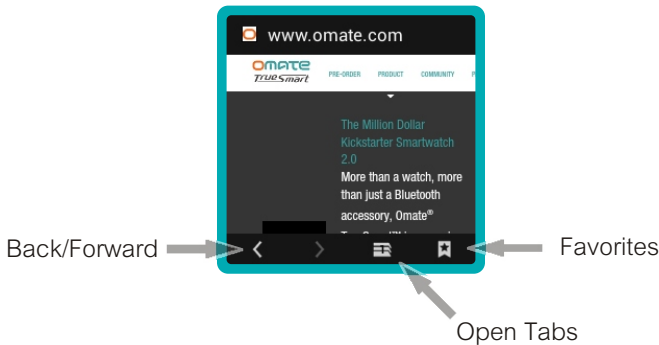 www.omate.com
OMATE
TrueSmart
PRE-ORDER PRODUCT COMMUNITY P
The Million Dollar
Kickstarter Smartwatch
2.0
More than a watch, more
than just a Bluetooth
accessory, Omate®
Back/Forward
Favorites
Open Tabs